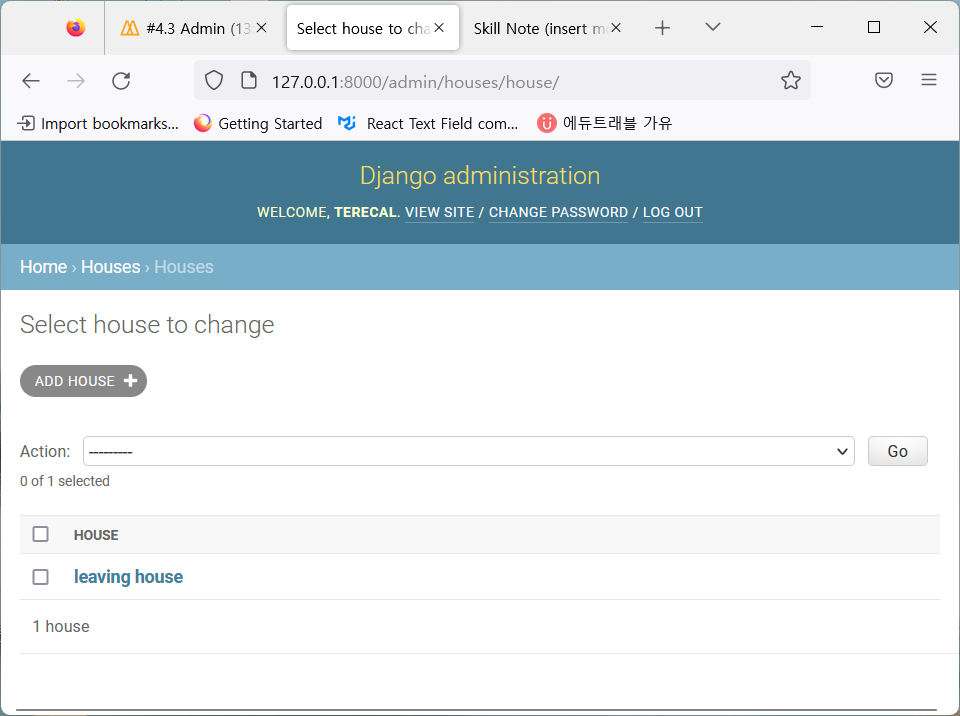 #4.3 Admin (13
Select house to cha
Skill Note (insert m
127.0.0.1:8000/admin/houses/house/
Import bookmarks...
Getting Started
React Text Field com...
에듀트래블 가유
Django administration
WELCOME, TERECAL. VIEW SITE / CHANGE PASSWORD / LOG OUT
Home › Houses › Houses
Select house to change
ADD HOUSE
Action:
---------
Go
0 of 1 selected
HOUSE
leaving house
1 house